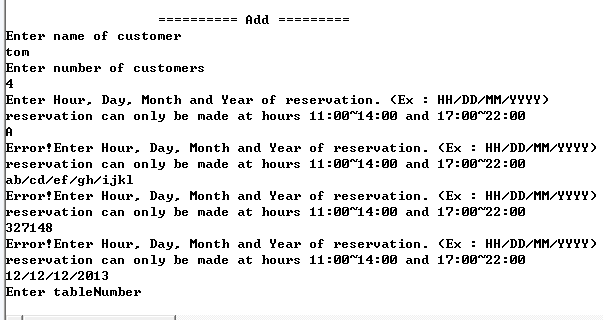 ========== Add =========
Enter name of customer
tom
Enter number of customers
4
Enter Hour, Day, Month and Year of reservation. (Ex : HH/DD/MM/YYYY)
reservation can only be made at hours 11:00~14:00 and 17:00~22:00
A
Error!Enter Hour, Day, Month and Year of reservation. (Ex : HH/DD/MM/YYYY)
reservation can only be made at hours 11:00~14:00 and 17:00~22:00
ab/cd/ef/gh/ijkl
Error!Enter Hour, Day, Month and Year of reservation. (Ex : HH/DD/MM/YYYY)
reservation can only be made at hours 11:00~14:00 and 17:00~22:00
327148
Error!Enter Hour, Day, Month and Year of reservation. (Ex : HH/DD/MM/YYYY)
reservation can only be made at hours 11:00~14:00 and 17:00~22:00
12/12/12/2013
Enter tableNumber